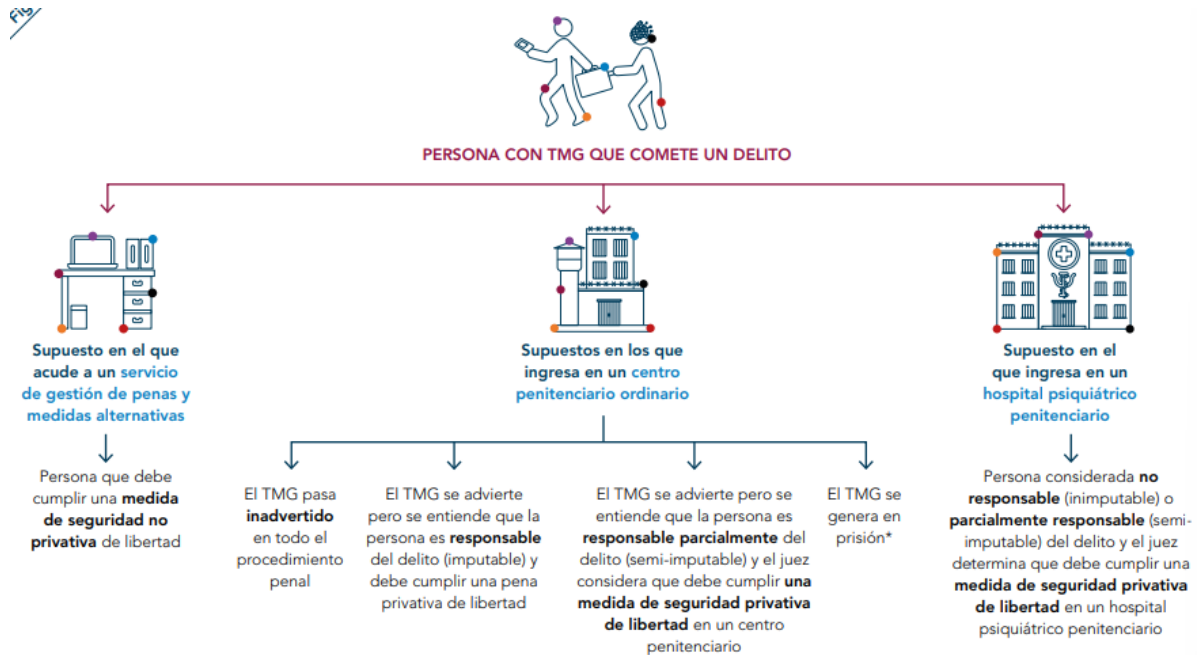 Fig
PERSONA CON TMG QUE COMETE UN DELITO
Supuesto en el que
acude a un servicio
de gestión de penas y
medidas alternativas
Persona que debe
cumplir una medida
de seguridad no
privativa de libertad
Supuestos en los que
ingresa en un centro
penitenciario ordinario
El TMG pasa
inadvertido
en todo el
procedimiento
penal
El TMG se advierte
pero se entiende que la
persona es responsable
del delito (imputable) y
debe cumplir una pena
privativa de libertad
El TMG se advierte pero se
entiende que la persona es
responsable parcialmente del
delito (semi-imputable) y el juez
considera que debe cumplir una
medida de seguridad privativa
de libertad en un centro
penitenciario
El TMG se
genera en
prisión*
Supuesto en el
que ingresa en un
hospital psiquiátrico
penitenciario
Persona considerada no
responsable (inimputable) o
parcialmente responsable (semi-
imputable) del delito y el juez
determina que debe cumplir una
medida de seguridad privativa
de libertad en un hospital
psiquiátrico penitenciario